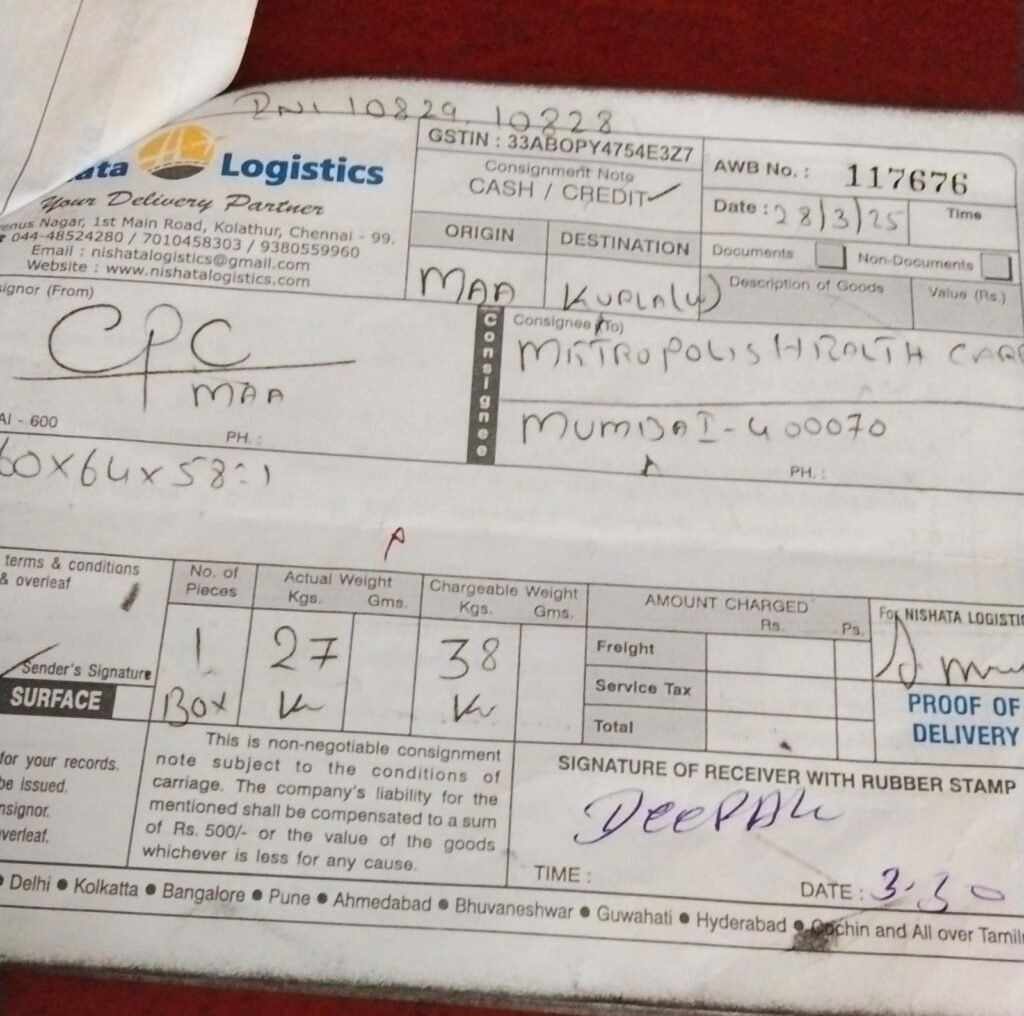 DNI 10829, 10828
ata Logistics
Your Delivery Partner
enus Nagar, 1st Main Road, Kolathur, Chennai - 99.
044-48524280 / 7010458303 / 9380559960
Email : nishatalogistics@gmail.com
Website : www.nishatalogistics.com
GSTIN : 33ABOPY4754E3Z7
Consignment Note
CASH / CREDIT ✓
AWB No. : 117676
Date : 28/3/25 Time
ORIGIN DESTINATION
MAA KURLA(W)
Documents Non-Documents
Description of Goods Value (Rs.)
signor (From)
CPC
MAA
AI - 600
PH. :
Consignee
Consignee (To)
METROPOLIS HEALTH CARE
MUMBAI - 400070
PH. :
60x64x58=1
A
terms & conditions
& overleaf
Sender's Signature
SURFACE
No. of Pieces
1
Box
Actual Weight
Kgs. Gms.
27
Chargeable Weight
Kgs. Gms.
38
AMOUNT CHARGED
Rs. Ps.
Freight
Service Tax
Total
For NISHATA LOGISTIC
PROOF OF
DELIVERY
for your records.
be issued.
nsignor.
verleaf.
This is non-negotiable consignment
note subject to the conditions of
carriage. The company's liability for the
mentioned shall be compensated to a sum
of Rs. 500/- or the value of the goods
whichever is less for any cause.
SIGNATURE OF RECEIVER WITH RUBBER STAMP
DEEPAK
TIME :
DATE : 3.30
Delhi ● Kolkatta ● Bangalore ● Pune ● Ahmedabad ● Bhuvaneshwar ● Guwahati ● Hyderabad ● Cochin and All over Tamil